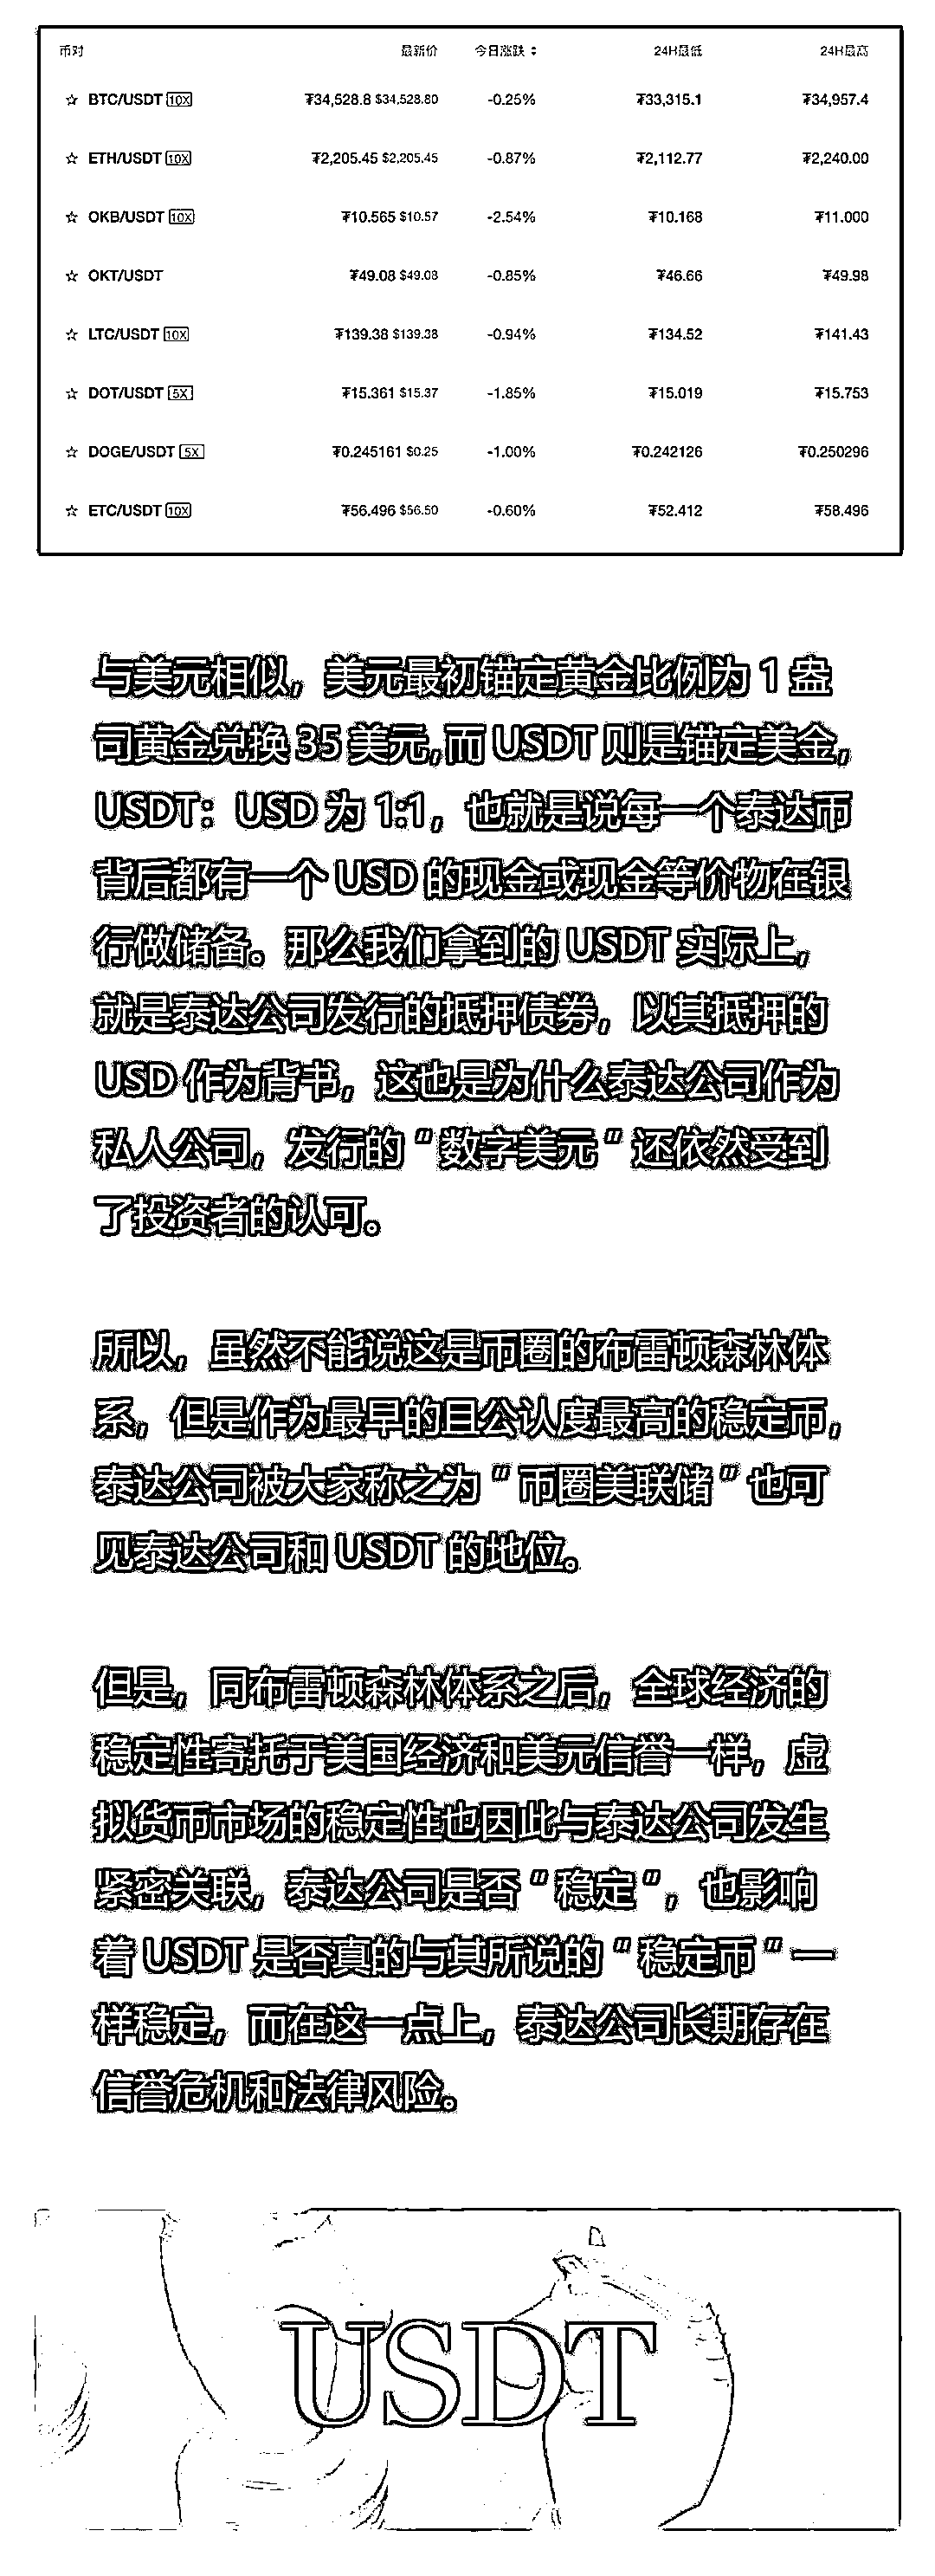 币对 最新价 今日涨跌 24H最低 24H最高
☆ BTC/USDT 10X ₮34,528.8 $34,528.80 -0.25% ₮33,315.1 ₮34,957.4
☆ ETH/USDT 10X ₮2,205.45 $2,205.45 -0.87% ₮2,112.77 ₮2,240.00
☆ OKB/USDT 10X ₮10.565 $10.57 -2.54% ₮10.168 ₮11.000
☆ OKT/USDT ₮49.08 $49.08 -0.85% ₮46.66 ₮49.98
☆ LTC/USDT 10X ₮139.38 $139.38 -0.94% ₮134.52 ₮141.43
☆ DOT/USDT 5X ₮15.361 $15.37 -1.85% ₮15.019 ₮15.753
☆ DOGE/USDT 5X ₮0.245161 $0.25 -1.00% ₮0.242126 ₮0.250296
☆ ETC/USDT 10X ₮56.496 $56.50 -0.60% ₮52.412 ₮58.496
与美元相似，美元最初锚定黄金比例为 1 盎
司黄金兑换 35 美元，而 USDT 则是锚定美金，
USDT：USD 为 1:1，也就是说每一个泰达币
背后都有一个 USD 的现金或现金等价物在银
行做储备。那么我们拿到的 USDT 实际上，
就是泰达公司发行的抵押债券，以其抵押的
USD 作为背书，这也是为什么泰达公司作为
私人公司，发行的“数字美元”还依然受到
了投资者的认可。
所以，虽然不能说这是币圈的布雷顿森林体
系，但是作为最早的且公认度最高的稳定币，
泰达公司被大家称之为“币圈美联储”也可
见泰达公司和 USDT 的地位。
但是，同布雷顿森林体系之后，全球经济的
稳定性寄托于美国经济和美元信誉一样，虚
拟货币市场的稳定性也因此与泰达公司发生
紧密关联，泰达公司是否“稳定”，也影响
着 USDT 是否真的与其所说的“稳定币”一
样稳定，而在这一点上，泰达公司长期存在
信誉危机和法律风险。
USDT